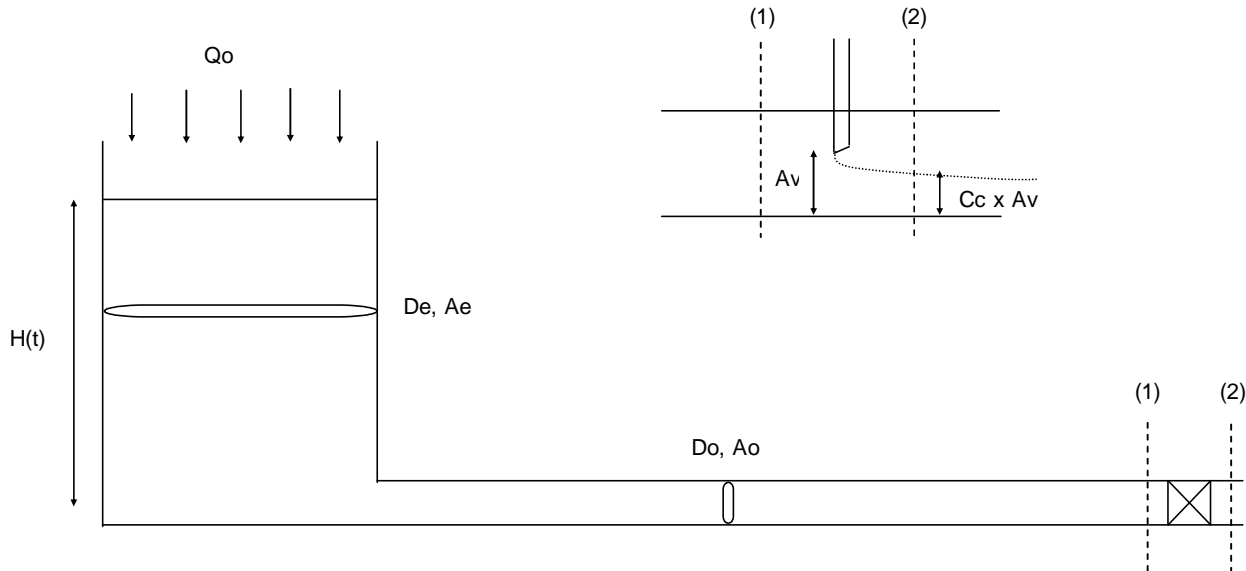 (1) (2)
Qo
Av
Cc x Av
De, Ae
H(t)
(1) (2)
Do, Ao